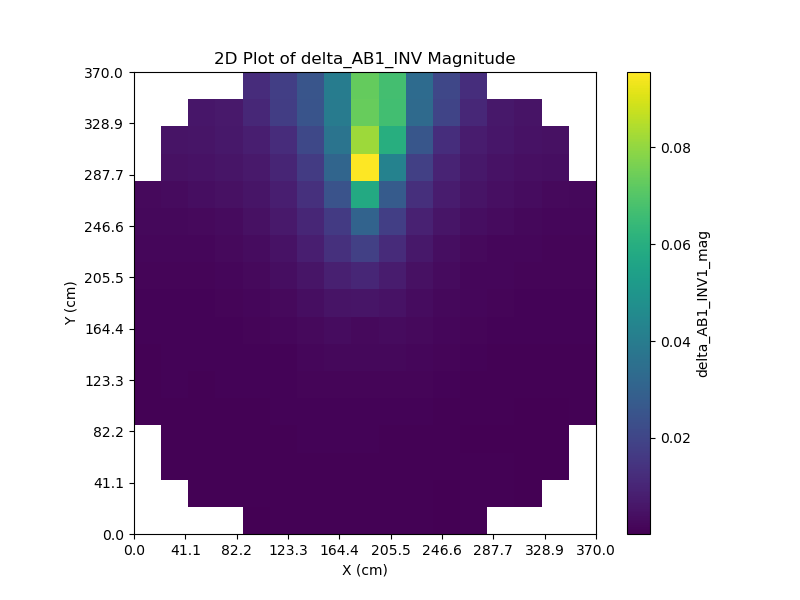 2D Plot of delta_AB1_INV Magnitude
370.0
328.9
287.7
246.6
205.5
164.4
123.3
82.2
41.1
0.0
Y (cm)
0.0 41.1 82.2 123.3 164.4 205.5 246.6 287.7 328.9 370.0
X (cm)
0.08
0.06
0.04
0.02
delta_AB1_INV1_mag